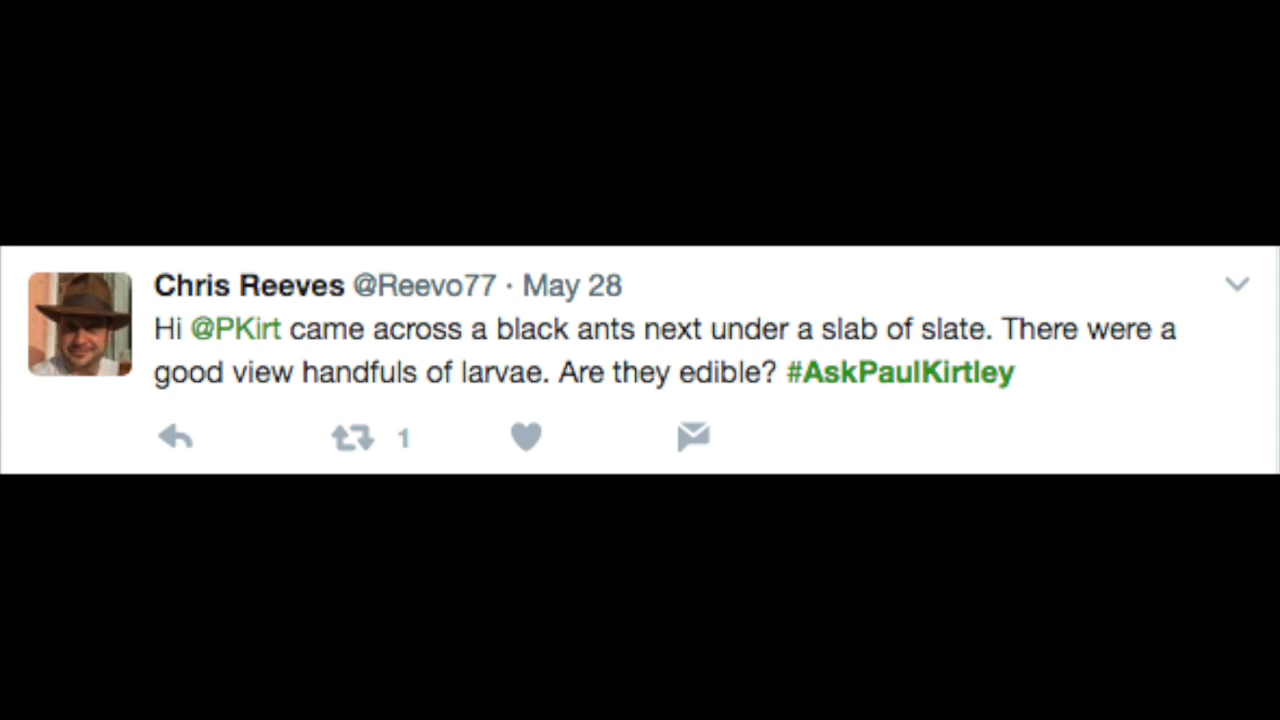 Chris Reeves @Reevo77 · May 28
Hi @PKirt came across a black ants next under a slab of slate. There were a
good view handfuls of larvae. Are they edible? #AskPaulKirtley
1